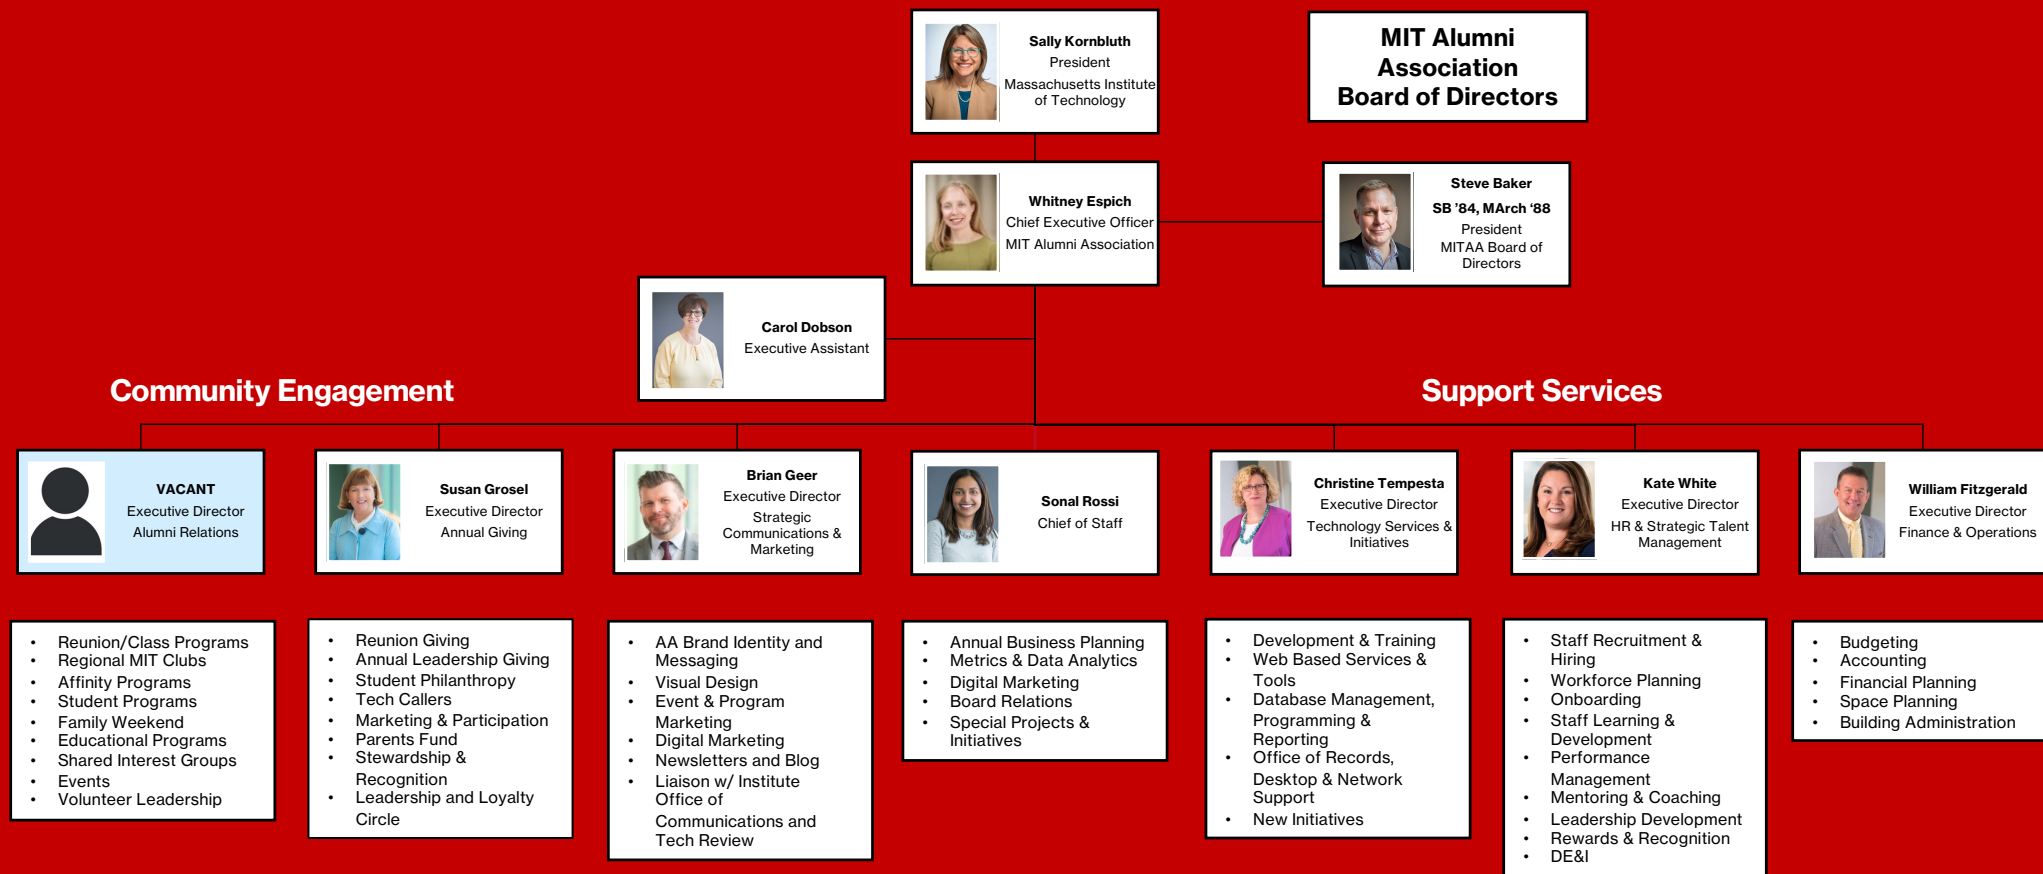 Sally Kornbluth
President
Massachusetts Institute
of Technology
MIT Alumni
Association
Board of Directors
Whitney Espich
Chief Executive Officer
MIT Alumni Association
Steve Baker
SB ’84, MArch ‘88
President
MITAA Board of
Directors
Carol Dobson
Executive Assistant
Community Engagement
Support Services
VACANT
Executive Director
Alumni Relations
Susan Grosel
Executive Director
Annual Giving
Brian Geer
Executive Director
Strategic
Communications &
Marketing
Sonal Rossi
Chief of Staff
Christine Tempesta
Executive Director
Technology Services &
Initiatives
Kate White
Executive Director
HR & Strategic Talent
Management
William Fitzgerald
Executive Director
Finance & Operations
• Reunion/Class Programs
• Regional MIT Clubs
• Affinity Programs
• Student Programs
• Family Weekend
• Educational Programs
• Shared Interest Groups
• Events
• Volunteer Leadership
• Reunion Giving
• Annual Leadership Giving
• Student Philanthropy
• Tech Callers
• Marketing & Participation
• Parents Fund
• Stewardship &
Recognition
• Leadership and Loyalty
Circle
• AA Brand Identity and
Messaging
• Visual Design
• Event & Program
Marketing
• Digital Marketing
• Newsletters and Blog
• Liaison w/ Institute
Office of
Communications and
Tech Review
• Annual Business Planning
• Metrics & Data Analytics
• Digital Marketing
• Board Relations
• Special Projects &
Initiatives
• Development & Training
• Web Based Services &
Tools
• Database Management,
Programming &
Reporting
• Office of Records,
Desktop & Network
Support
• New Initiatives
• Staff Recruitment &
Hiring
• Workforce Planning
• Onboarding
• Staff Learning &
Development
• Performance
Management
• Mentoring & Coaching
• Leadership Development
• Rewards & Recognition
• DE&I
• Budgeting
• Accounting
• Financial Planning
• Space Planning
• Building Administration